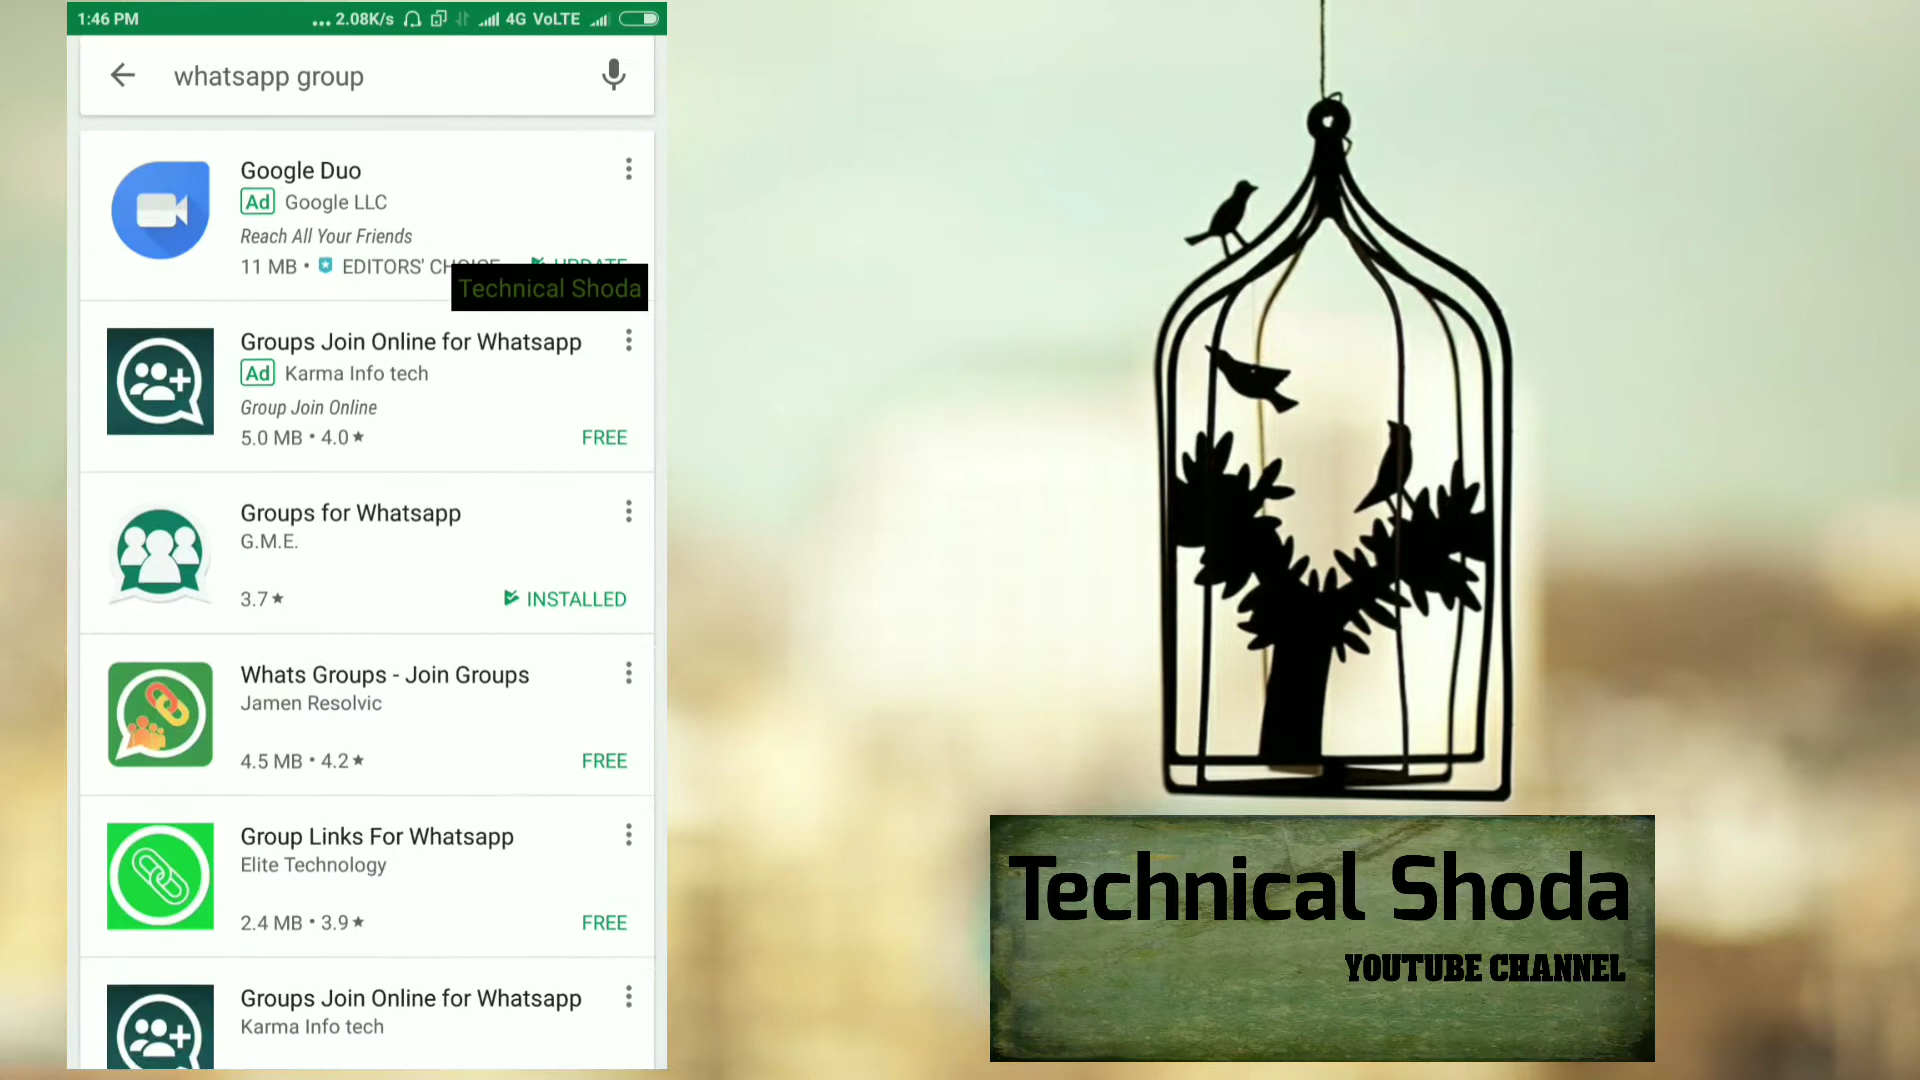 1:46 PM
... 2.08K/s 4G VoLTE
whatsapp group
Google Duo
Ad Google LLC
Reach All Your Friends
11 MB • EDITORS' CHOICE UPDATE
Technical Shoda
Groups Join Online for Whatsapp
Ad Karma Info tech
Group Join Online
5.0 MB • 4.0 ★ FREE
Groups for Whatsapp
G.M.E.
3.7 ★ INSTALLED
Whats Groups - Join Groups
Jamen Resolvic
4.5 MB • 4.2 ★ FREE
Group Links For Whatsapp
Elite Technology
2.4 MB • 3.9 ★ FREE
Groups Join Online for Whatsapp
Karma Info tech
Technical Shoda
YOUTUBE CHANNEL